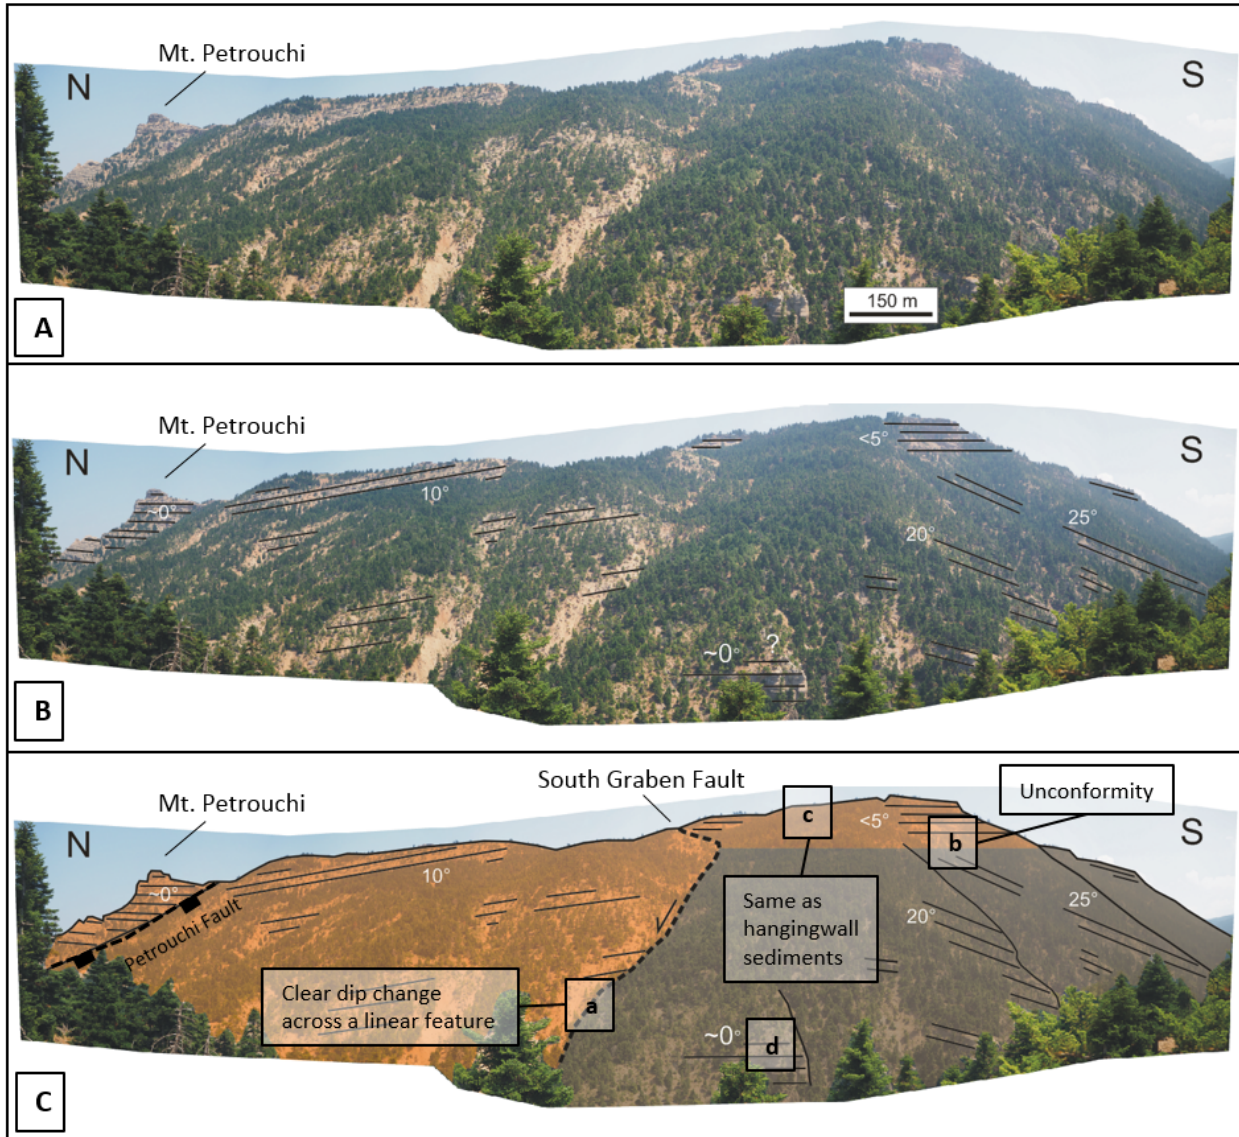 Mt. Petrouchi
N
S
150 m
A
Mt. Petrouchi
N
S
<5°
~0°
10°
25°
20°
~0°
?
B
South Graben Fault
Unconformity
Mt. Petrouchi
N
S
c
<5°
b
~0°
10°
Petrouchi Fault
Same as
hangingwall
sediments
25°
20°
Clear dip change
across a linear feature
a
~0°
d
C